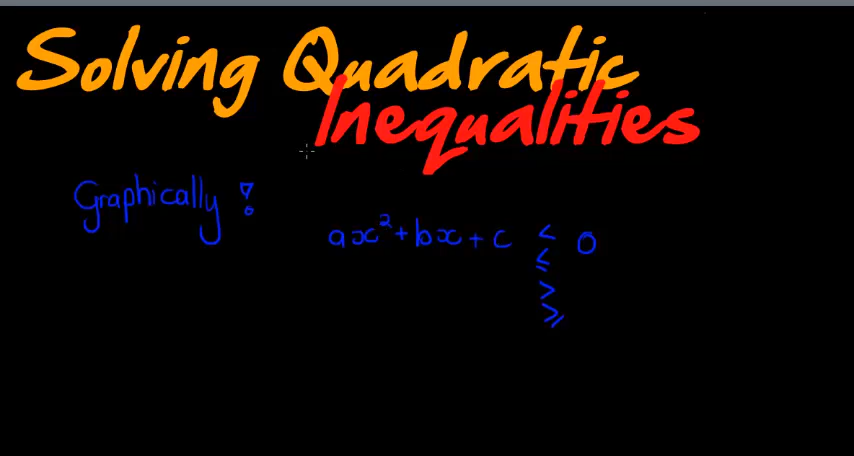 Solving Quadratic
Inequalities
Graphically !
ax²+bx+c < 0
≤
>
≥